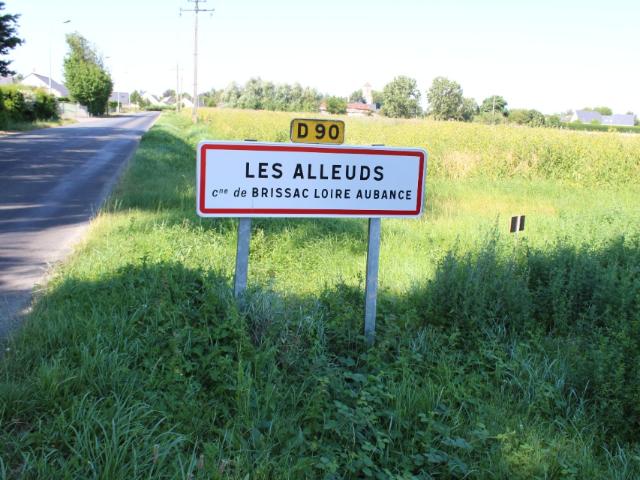 D 90
LES ALLEUDS
cne de BRISSAC LOIRE AUBANCE